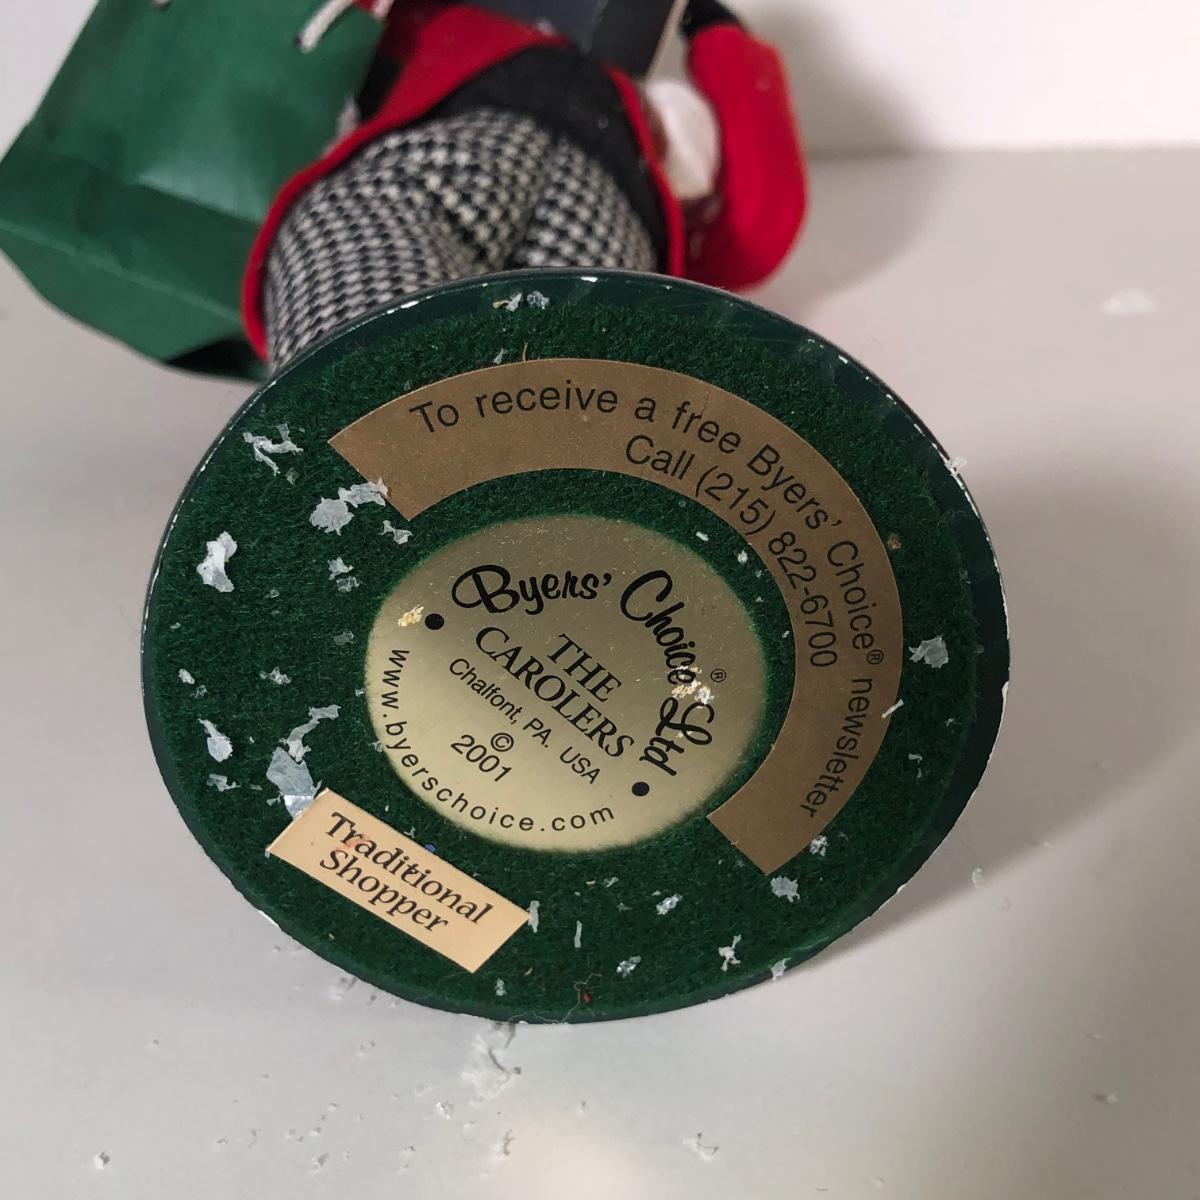 To receive a free Byers' Choice® newsletter
Call (215) 822-6700
Byers' Choice Ltd®
THE
CAROLERS
Chalfont, PA. USA
©
2001
www.byerschoice.com
Traditional
Shopper